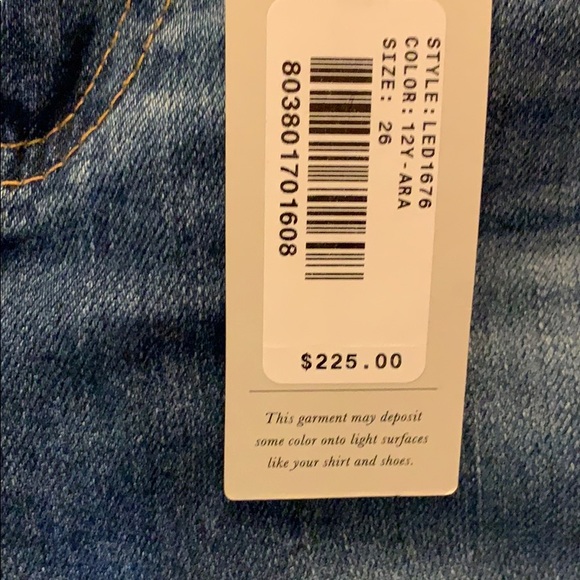 STYLE:LED1676
COLOR:12Y-ARA
SIZE: 26
803801701608
$225.00
This garment may deposit
some color onto light surfaces
like your shirt and shoes.